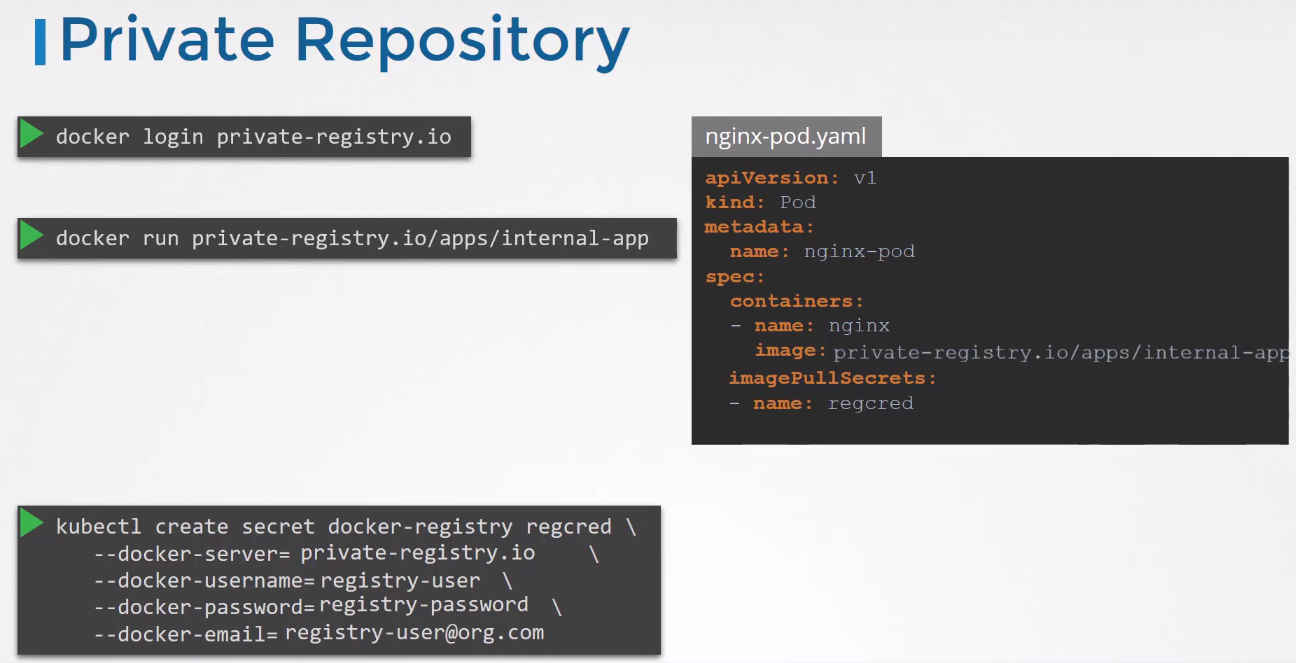 Private Repository
docker login private-registry.io
docker run private-registry.io/apps/internal-app
kubectl create secret docker-registry regcred \
--docker-server= private-registry.io \
--docker-username=registry-user \
--docker-password=registry-password \
--docker-email= registry-user@org.com
nginx-pod.yaml
apiVersion: v1
kind: Pod
metadata:
  name: nginx-pod
spec:
  containers:
  - name: nginx
    image: private-registry.io/apps/internal-app
  imagePullSecrets:
  - name: regcred